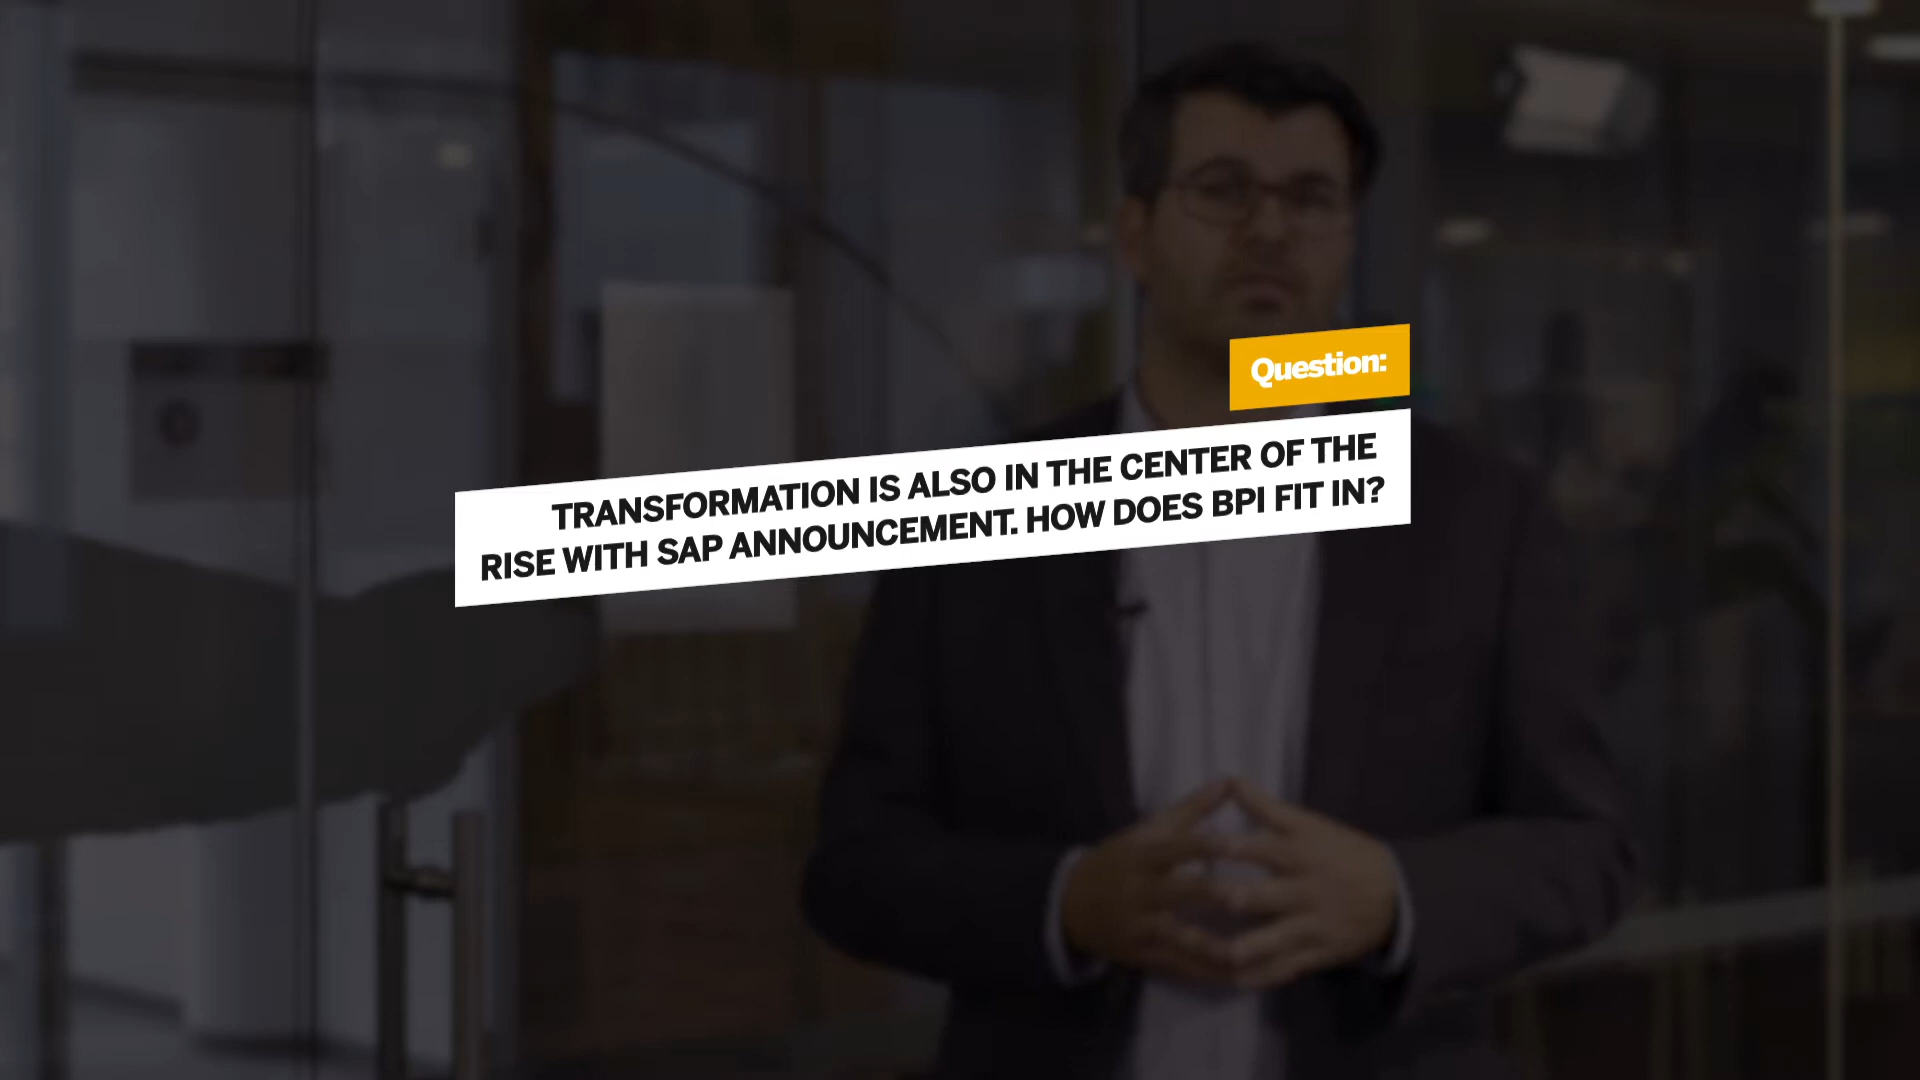 Question:
TRANSFORMATION IS ALSO IN THE CENTER OF THE
RISE WITH SAP ANNOUNCEMENT. HOW DOES BPI FIT IN?